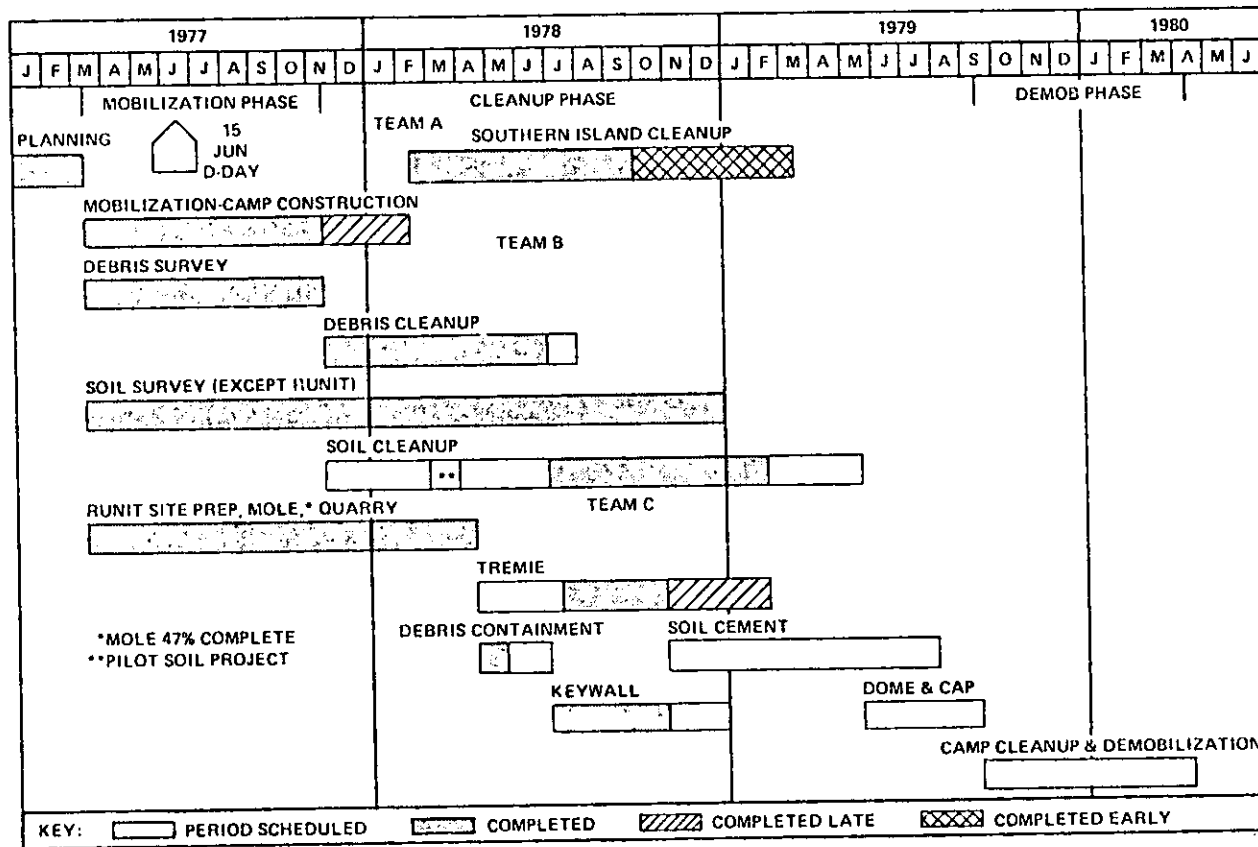 1977 1978 1979 1980
J F M A M J J A S O N D J F M A M J J A S O N D J F M A M J J A S O N D J F M A M J
MOBILIZATION PHASE CLEANUP PHASE DEMOB PHASE
TEAM A
PLANNING
15
JUN
D-DAY
SOUTHERN ISLAND CLEANUP
MOBILIZATION-CAMP CONSTRUCTION
TEAM B
DEBRIS SURVEY
DEBRIS CLEANUP
SOIL SURVEY (EXCEPT RUNIT)
SOIL CLEANUP
**
TEAM C
RUNIT SITE PREP, MOLE,* QUARRY
TREMIE
*MOLE 47% COMPLETE
**PILOT SOIL PROJECT
DEBRIS CONTAINMENT
SOIL CEMENT
KEYWALL
DOME & CAP
CAMP CLEANUP & DEMOBILIZATION
KEY: PERIOD SCHEDULED COMPLETED COMPLETED LATE COMPLETED EARLY